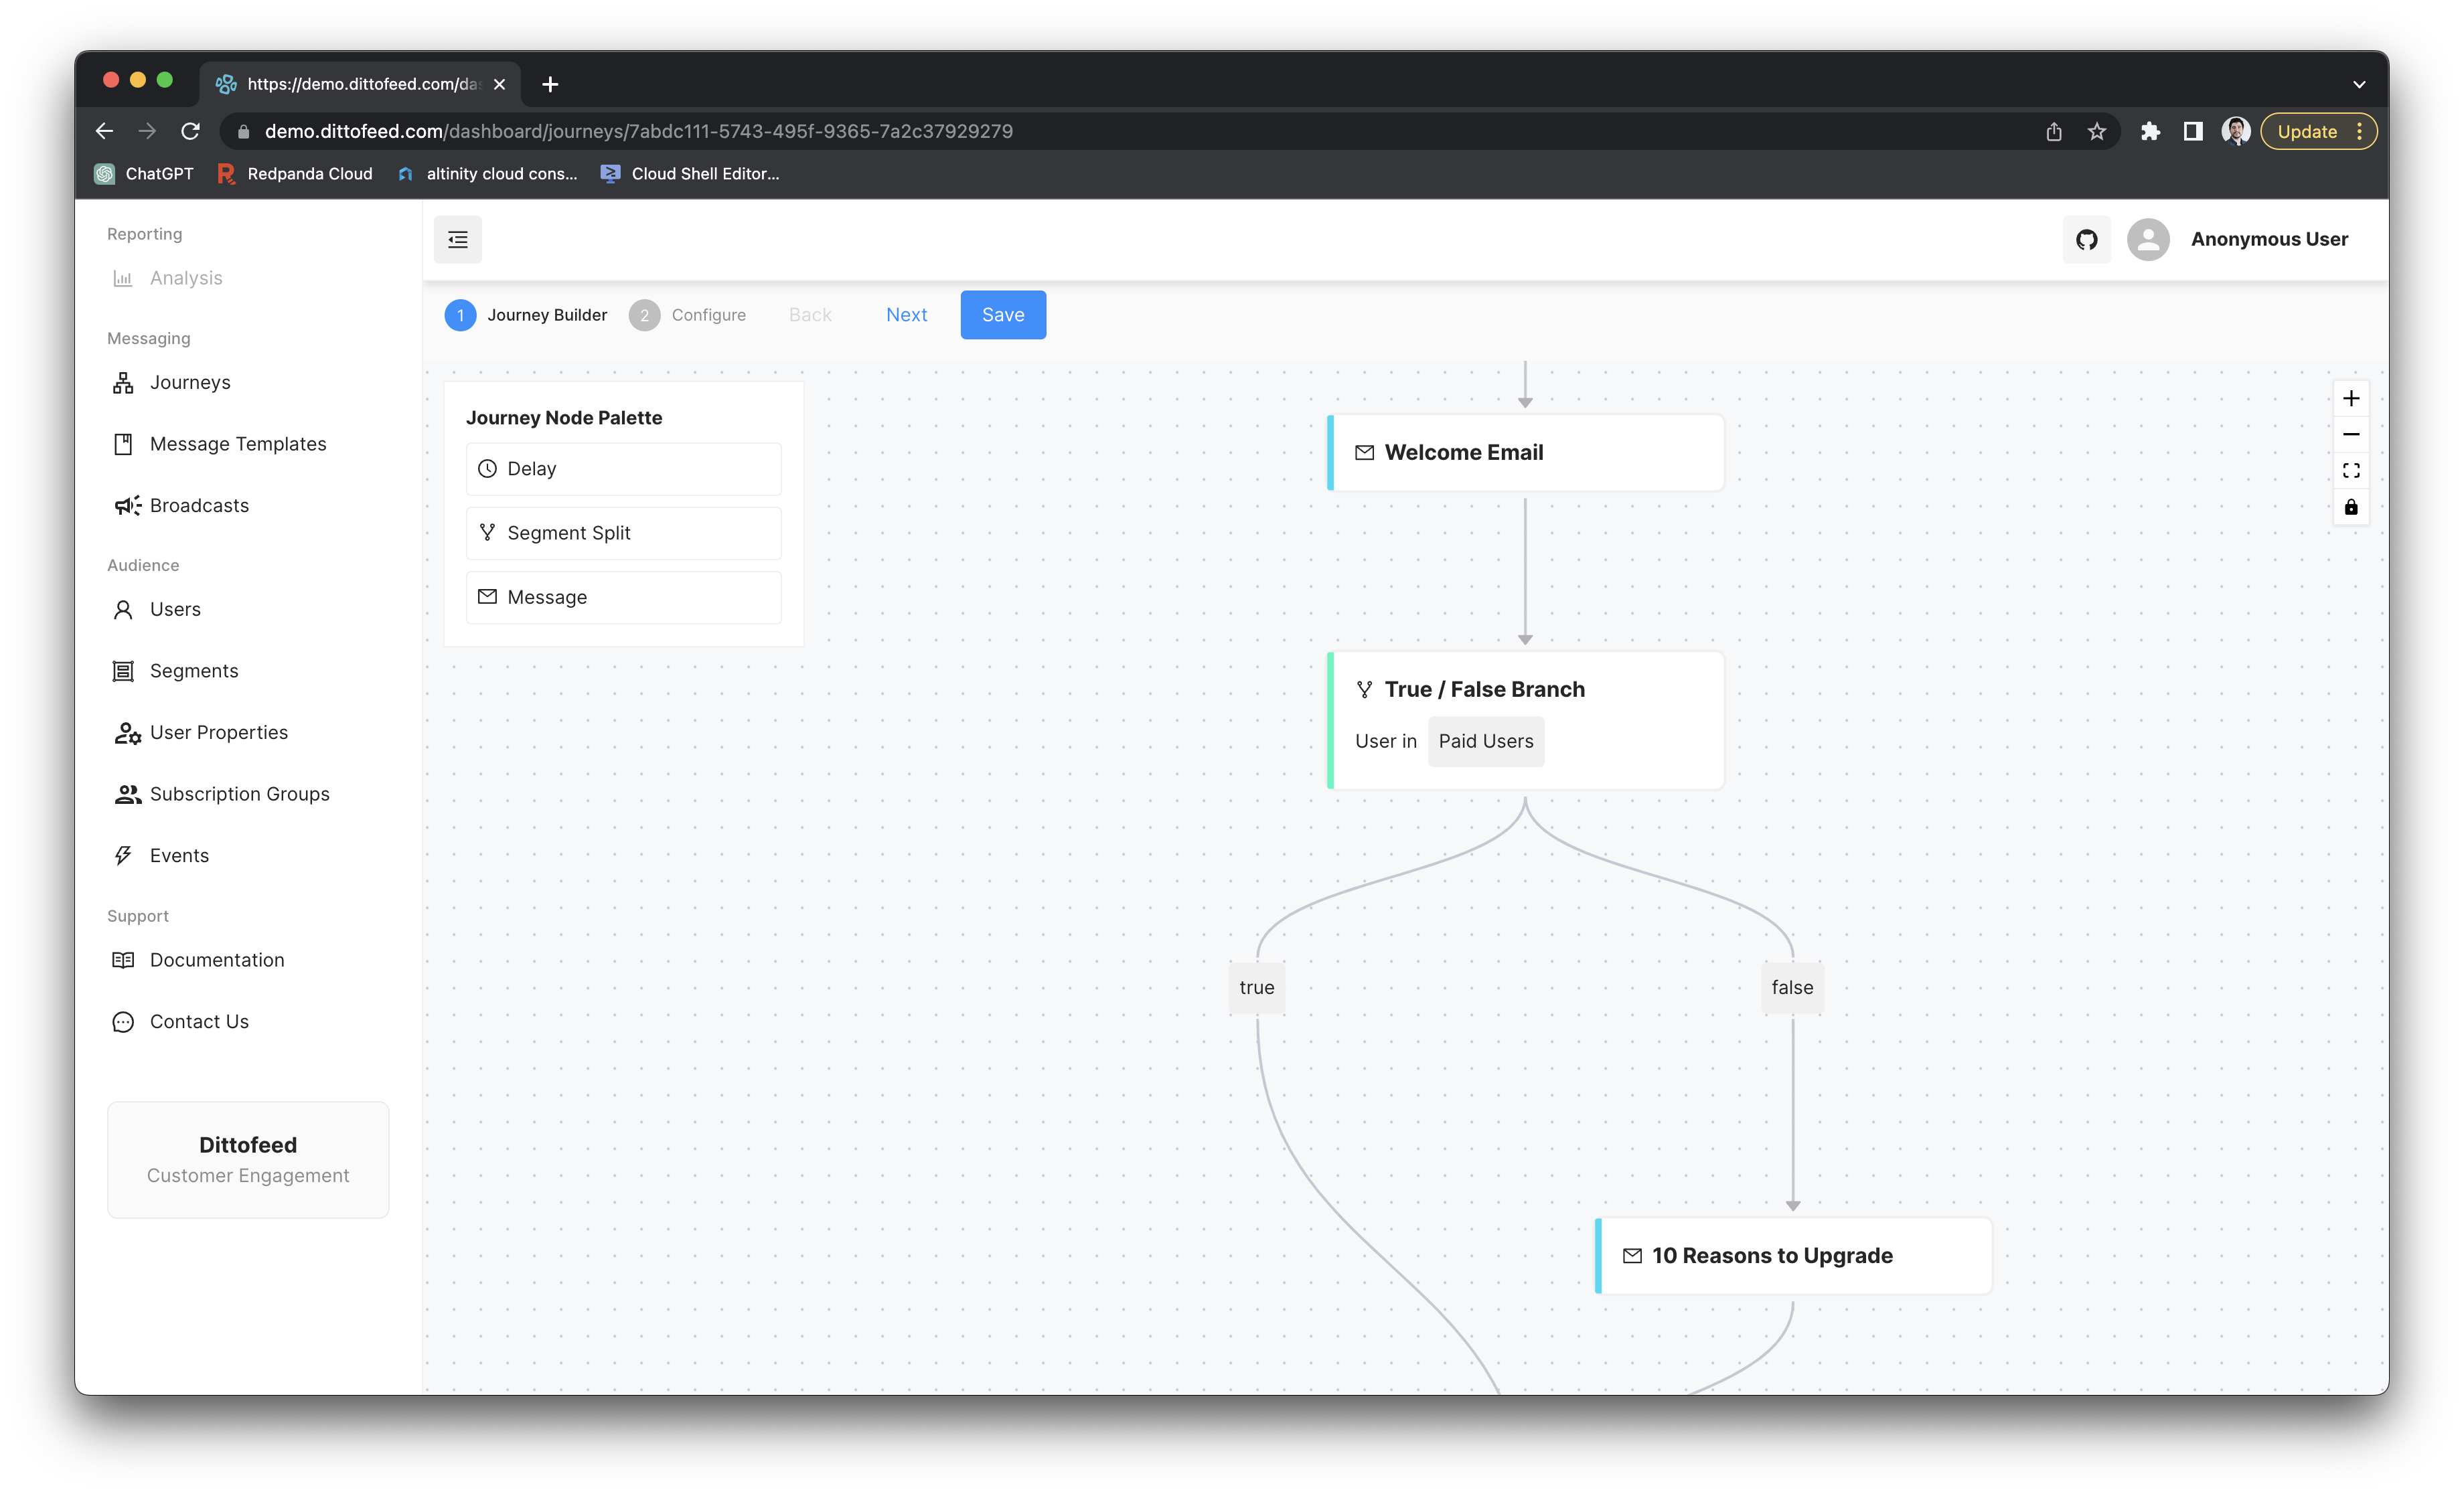 https://demo.dittofeed.com/da
demo.dittofeed.com/dashboard/journeys/7abdc111-5743-495f-9365-7a2c37929279
Update
ChatGPT
Redpanda Cloud
altinity cloud cons...
Cloud Shell Editor...
Reporting
Analysis
Messaging
Journeys
Message Templates
Broadcasts
Audience
Users
Segments
User Properties
Subscription Groups
Events
Support
Documentation
Contact Us
Dittofeed
Customer Engagement
Anonymous User
1 Journey Builder
2 Configure
Back
Next
Save
Journey Node Palette
Delay
Segment Split
Message
Welcome Email
True / False Branch
User in Paid Users
true
false
10 Reasons to Upgrade